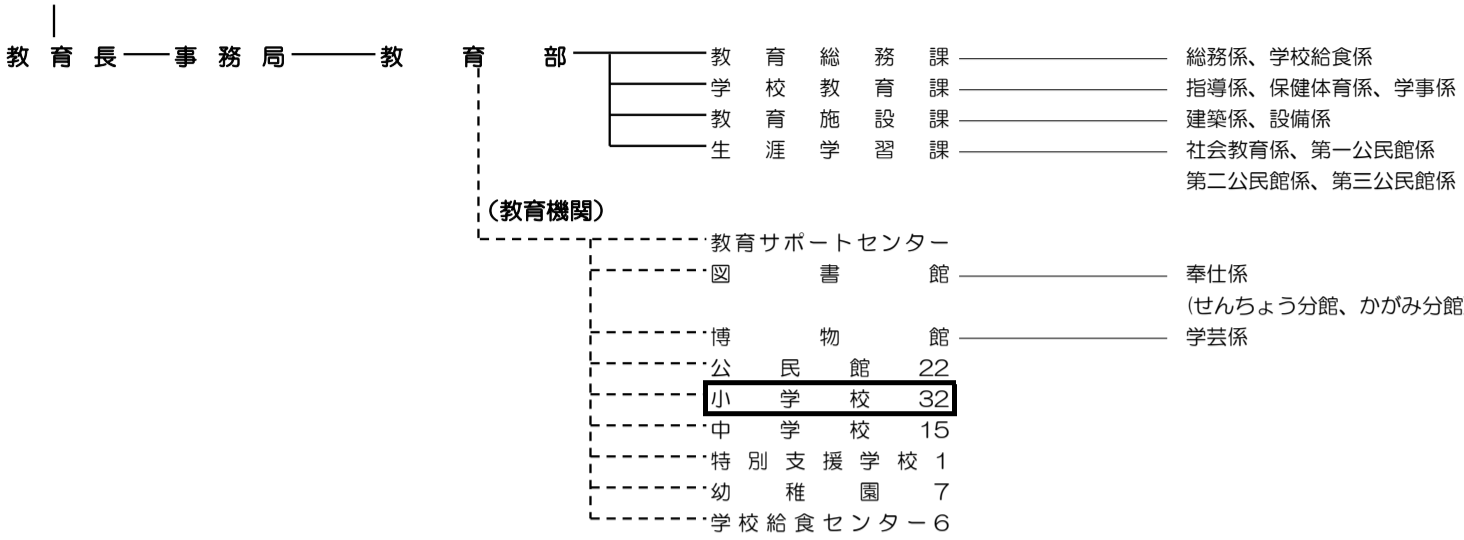 教育長 事務局 教育部 教育総務課 総務係、学校給食係
学校教育課 指導係、保健体育係、学事係
教育施設課 建築係、設備係
生涯学習課 社会教育係、第一公民館係
第二公民館係、第三公民館係
（教育機関）
教育サポートセンター
図書館 奉仕係
(せんちょう分館、かがみ分館
博物館 学芸係
公民館 22
小学校 32
中学校 15
特別支援学校 1
幼稚園 7
学校給食センター6